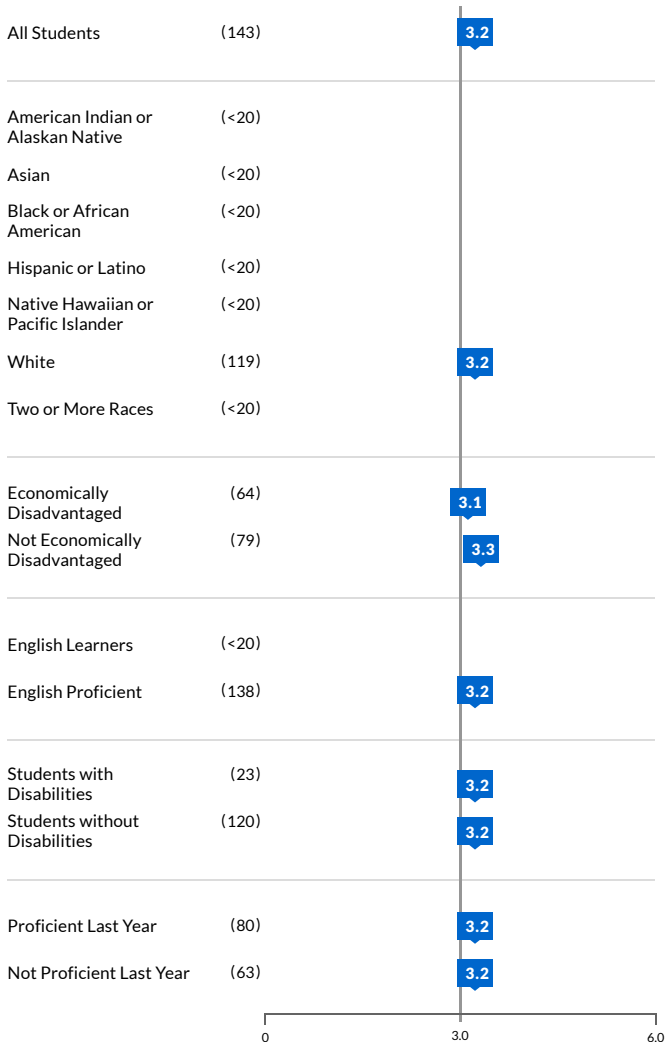 All Students (143) 3.2
American Indian or (<20)
Alaskan Native
Asian (<20)
Black or African (<20)
American
Hispanic or Latino (<20)
Native Hawaiian or (<20)
Pacific Islander
White (119) 3.2
Two or More Races (<20)
Economically (64) 3.1
Disadvantaged
Not Economically (79) 3.3
Disadvantaged
English Learners (<20)
English Proficient (138) 3.2
Students with (23) 3.2
Disabilities
Students without (120) 3.2
Disabilities
Proficient Last Year (80) 3.2
Not Proficient Last Year (63) 3.2
0 3.0 6.0